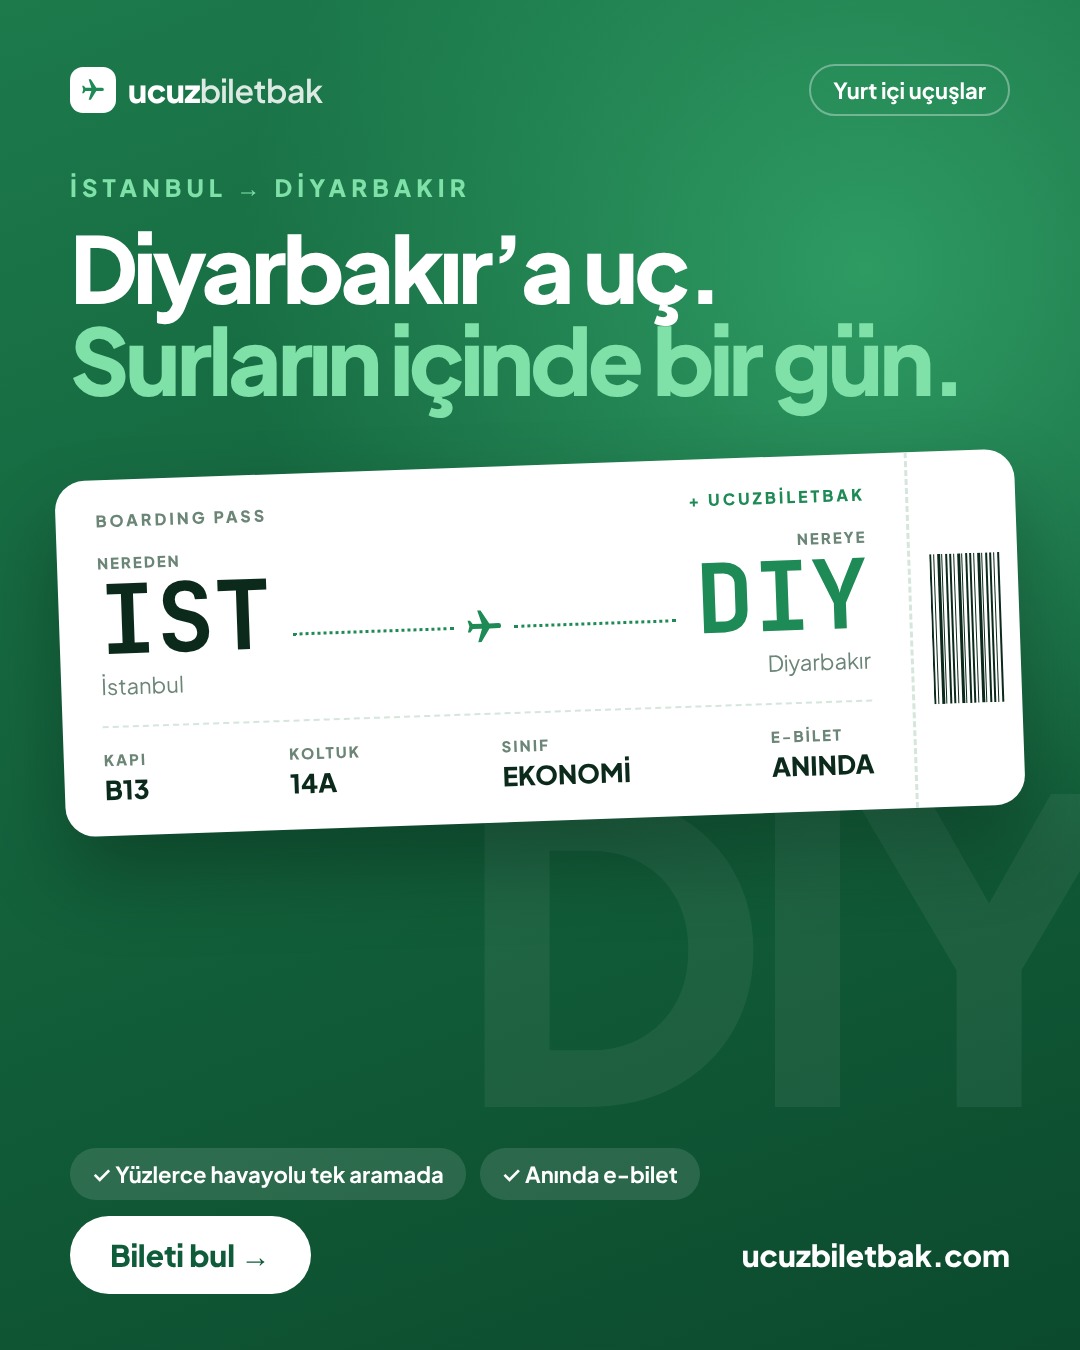 ucuzbiletbak
Yurt içi uçuşlar
İSTANBUL → DİYARBAKIR
Diyarbakır’a uç.
Surların içinde bir gün.
BOARDING PASS
+ UCUZBİLETBAK
NEREDEN
NEREYE
IST
DIY
İstanbul
Diyarbakır
KAPI
KOLTUK
SINIF
E-BİLET
B13
14A
EKONOMİ
ANINDA
DIY
✓ Yüzlerce havayolu tek aramada
✓ Anında e-bilet
Bileti bul →
ucuzbiletbak.com